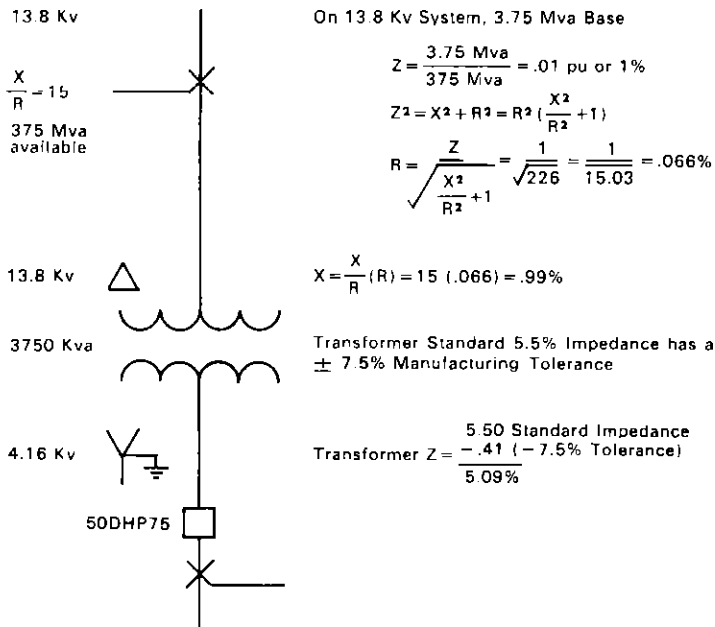 13.8 Kv
On 13.8 Kv System, 3.75 Mva Base
Z = 3.75 Mva / 375 Mva = .01 pu or 1%
X/R = 15
375 Mva
available
Z² = X² + R² = R² (X²/R² + 1)
R = Z / √(X²/R² + 1) = 1 / √226 = 1 / 15.03 = .066%
13.8 Kv
X = X/R (R) = 15 (.066) = .99%
3750 Kva
Transformer Standard 5.5% Impedance has a
± 7.5% Manufacturing Tolerance
4.16 Kv
5.50 Standard Impedance
Transformer Z = – .41 (– 7.5% Tolerance)
5.09%
50DHP75